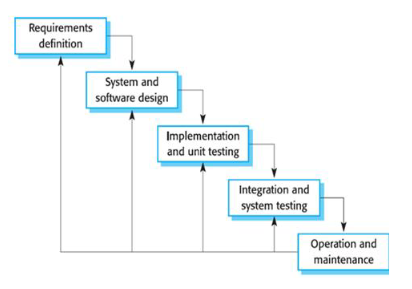 Requirements
definition
System and
software design
Implementation
and unit testing
Integration and
system testing
Operation and
maintenance